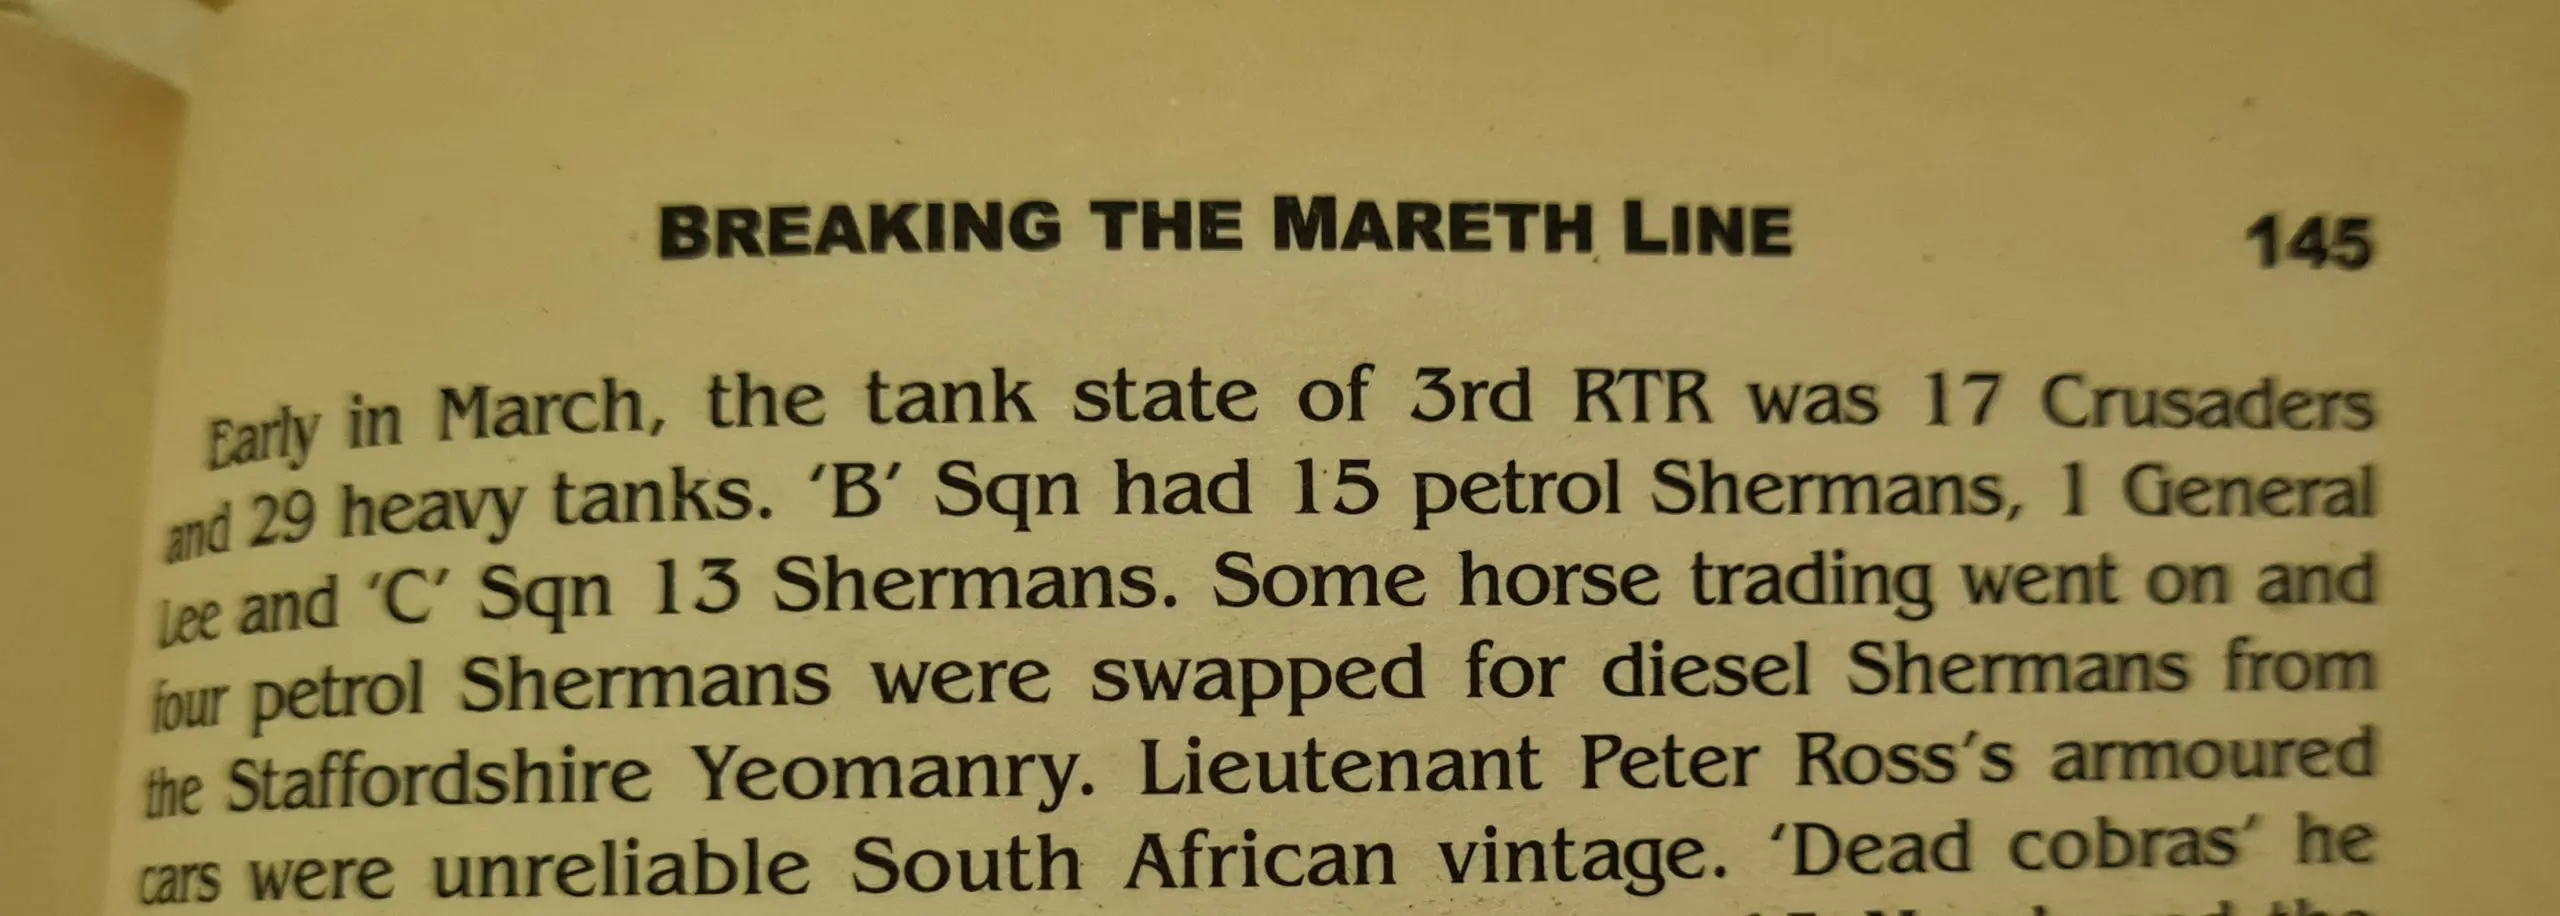 BREAKING THE MARETH LINE 145
Early in March, the tank state of 3rd RTR was 17 Crusaders
and 29 heavy tanks. ‘B’ Sqn had 15 petrol Shermans, 1 General
Lee and ‘C’ Sqn 13 Shermans. Some horse trading went on and
four petrol Shermans were swapped for diesel Shermans from
the Staffordshire Yeomanry. Lieutenant Peter Ross’s armoured
cars were unreliable South African vintage. ‘Dead cobras’ he